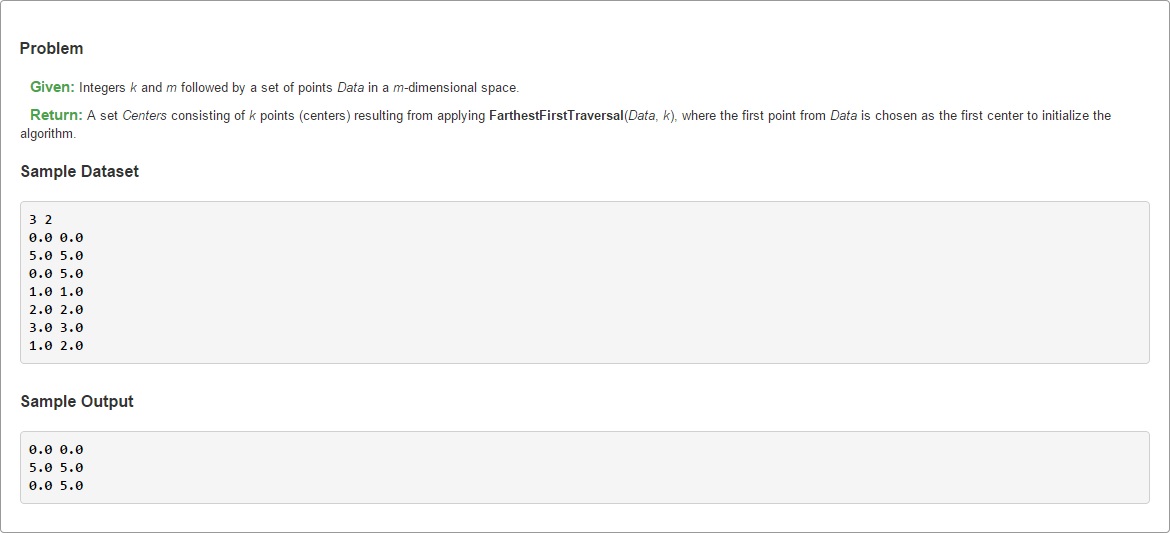 Problem
Given: Integers k and m followed by a set of points Data in a m-dimensional space.
Return: A set Centers consisting of k points (centers) resulting from applying FarthestFirstTraversal(Data, k), where the first point from Data is chosen as the first center to initialize the
algorithm.
Sample Dataset
3 2
0.0 0.0
5.0 5.0
0.0 5.0
1.0 1.0
2.0 2.0
3.0 3.0
1.0 2.0
Sample Output
0.0 0.0
5.0 5.0
0.0 5.0